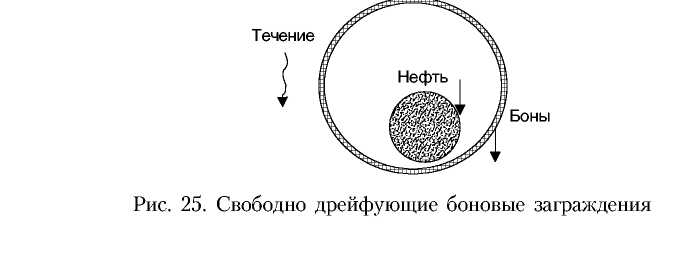 Течение
Нефть
Боны
Рис. 25. Свободно дрейфующие боновые заграждения